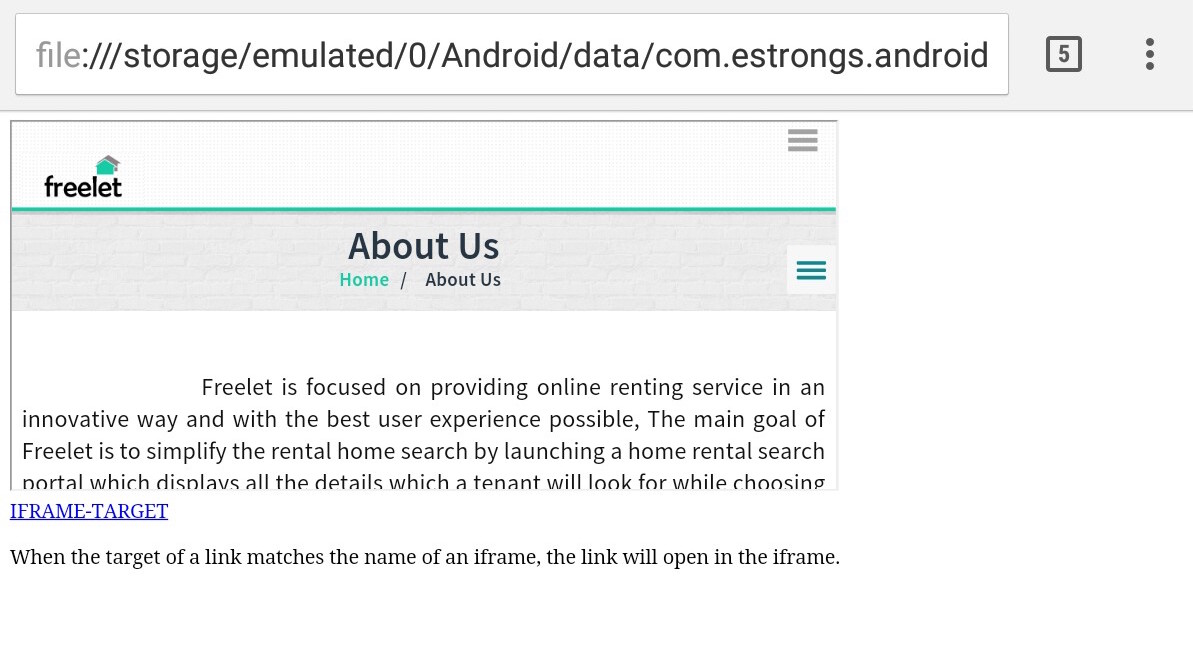 file:///storage/emulated/0/Android/data/com.estrongs.android
5
freelet
About Us
Home / About Us
Freelet is focused on providing online renting service in an
innovative way and with the best user experience possible, The main goal of
Freelet is to simplify the rental home search by launching a home rental search
portal which displays all the details which a tenant will look for while choosing
IFRAME-TARGET
When the target of a link matches the name of an iframe, the link will open in the iframe.